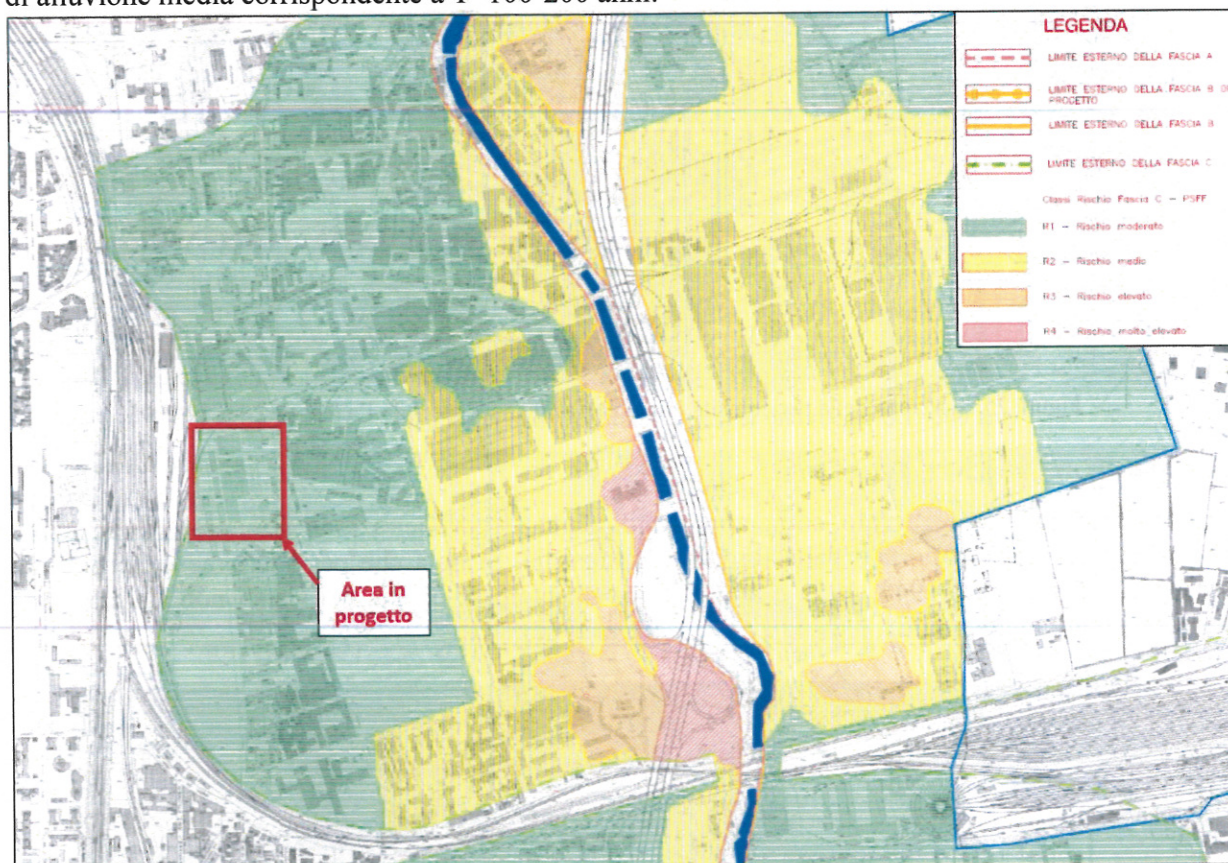 di alluvione media corrispondente a T=100-200 anni.
LEGENDA
LIMITE ESTERNO DELLA FASCIA A
LIMITE ESTERNO DELLA FASCIA B DI
PROGETTO
LIMITE ESTERNO DELLA FASCIA B
LIMITE ESTERNO DELLA FASCIA C
Classi Rischio Fascia C – PSFF
R1 – Rischio moderato
R2 – Rischio medio
R3 – Rischio elevato
R4 – Rischio molto elevato
Area in
progetto